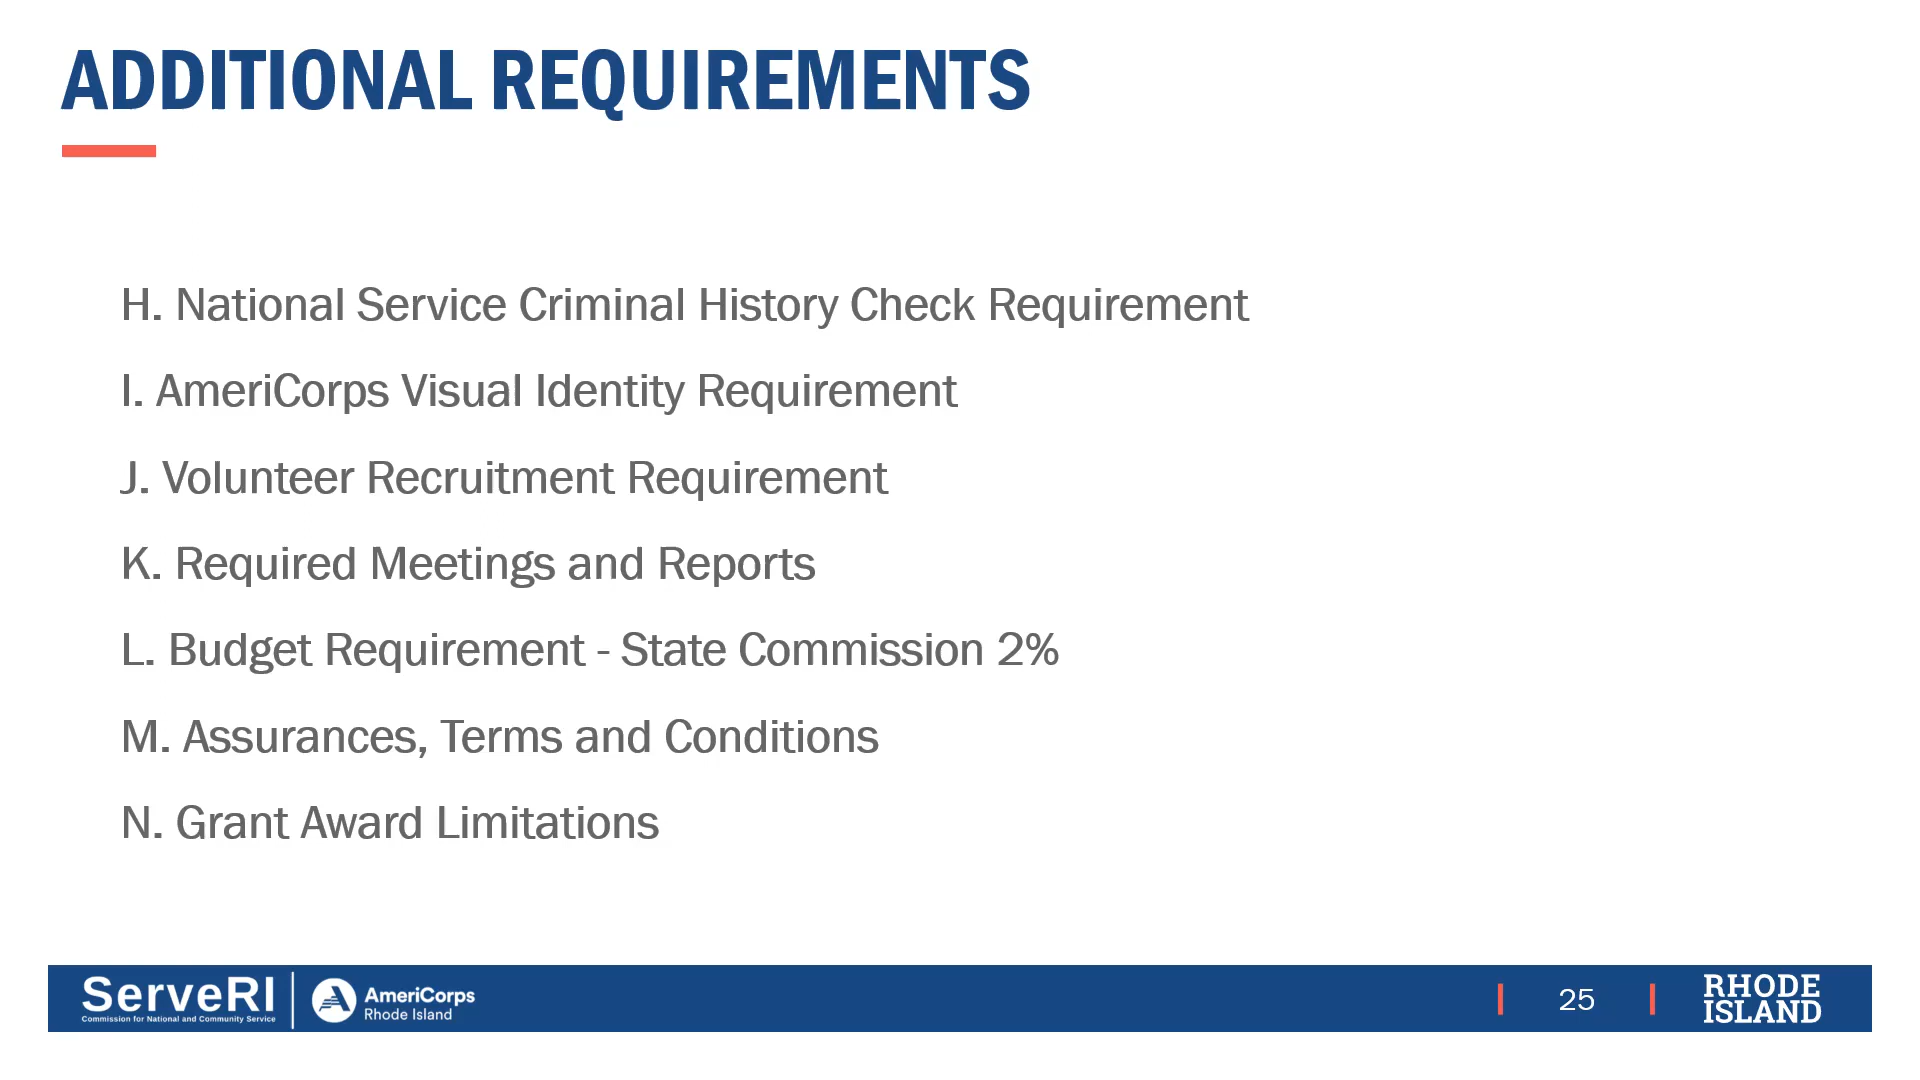 ADDITIONAL REQUIREMENTS
H. National Service Criminal History Check Requirement
I. AmeriCorps Visual Identity Requirement
J. Volunteer Recruitment Requirement
K. Required Meetings and Reports
L. Budget Requirement - State Commission 2%
M. Assurances, Terms and Conditions
N. Grant Award Limitations
ServeRI
Commission for National and Community Service
AmeriCorps
Rhode Island
25
RHODE
ISLAND